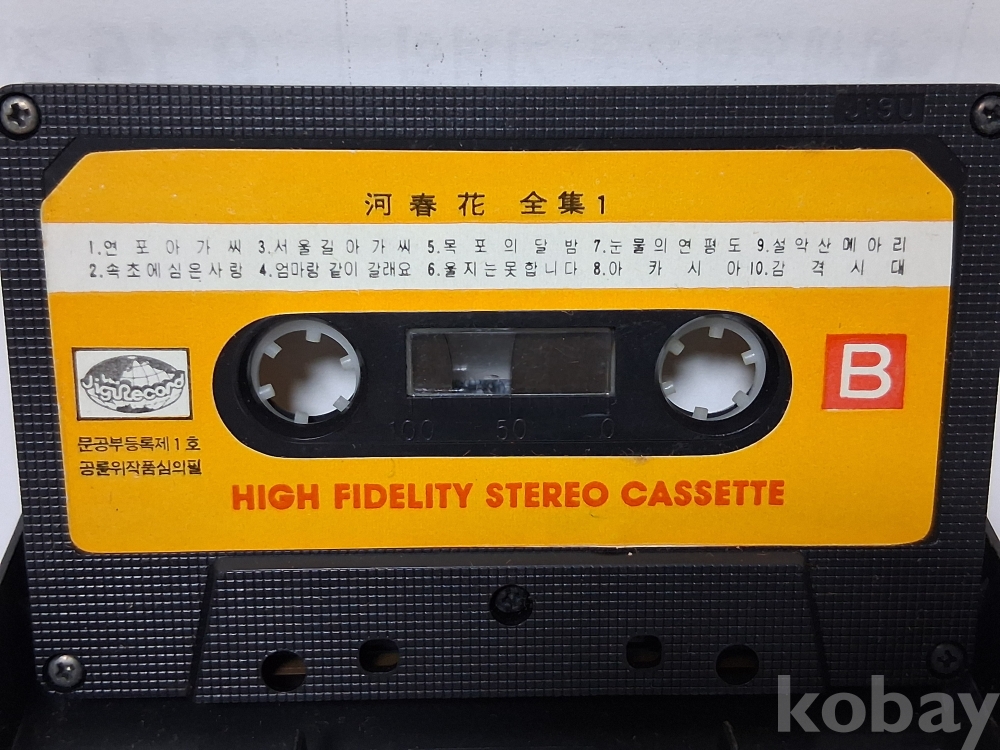 J·9U
河春花 全集1
1.연포아가씨 3.서울길아가씨 5.목포의달밤 7.눈물의연평도 9.설악산메아리
2.속초에심은사랑 4.엄마랑 같이 갈래요 6.울지는못합니다 8.아카시아 10.감격시대
JiguRecord
B
100 50 0
문공부등록제1호
공륜위작품심의필
HIGH FIDELITY STEREO CASSETTE
kobay